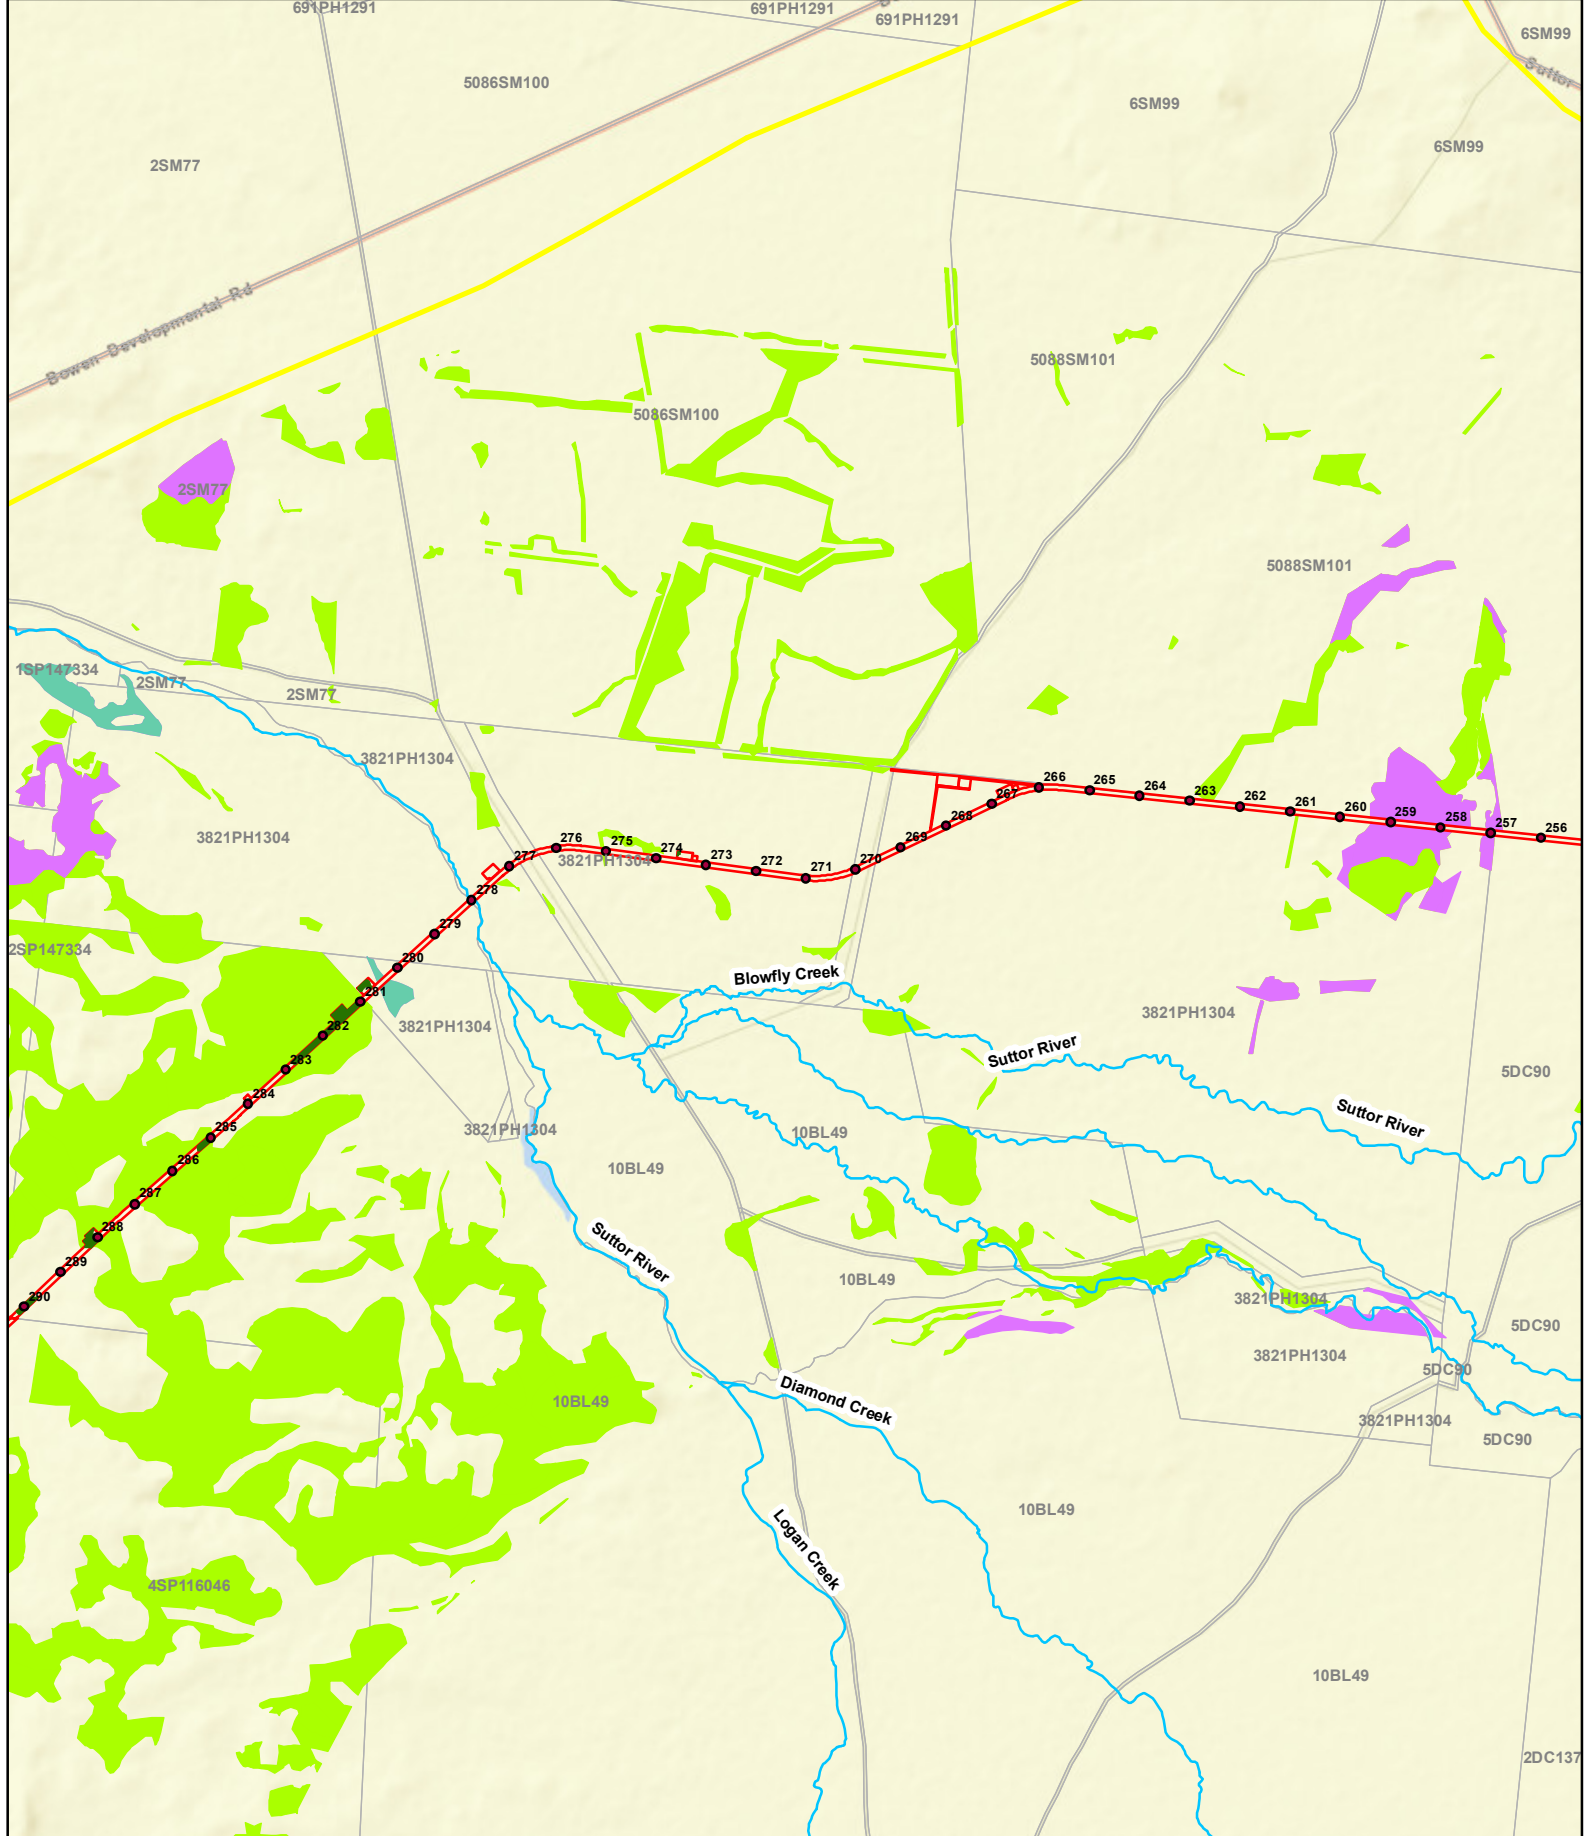 691PH1291
691PH1291
691PH1291
6SM99
Suttor
5086SM100
6SM99
6SM99
2SM77
Bowen Developmental Rd
5088SM101
5086SM100
2SM77
5088SM101
1SP147334
2SM77
2SM77
3821PH1304
266
265
264
263
262
261
260
259
258
257
256
267
268
269
270
271
272
273
274
275
276
277
278
279
280
281
282
283
284
285
286
287
288
289
290
3821PH1304
3821PH1304
2SP147334
Blowfly Creek
3821PH1304
3821PH1304
Suttor River
5DC90
Suttor River
3821PH1304
10BL49
10BL49
Suttor River
10BL49
3821PH1304
5DC90
3821PH1304
5DC90
Diamond Creek
10BL49
3821PH1304
5DC90
10BL49
Logan Creek
4SP116046
10BL49
2DC137